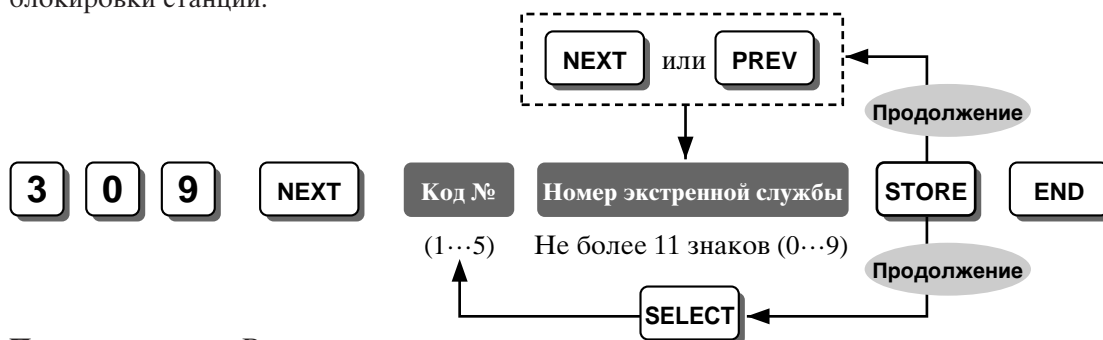 блокировки станции.
NEXT или PREV
Продолжение
3 0 9 NEXT Код № Номер экстренной службы STORE END
(1···5) Не более 11 знаков (0···9)
Продолжение
SELECT